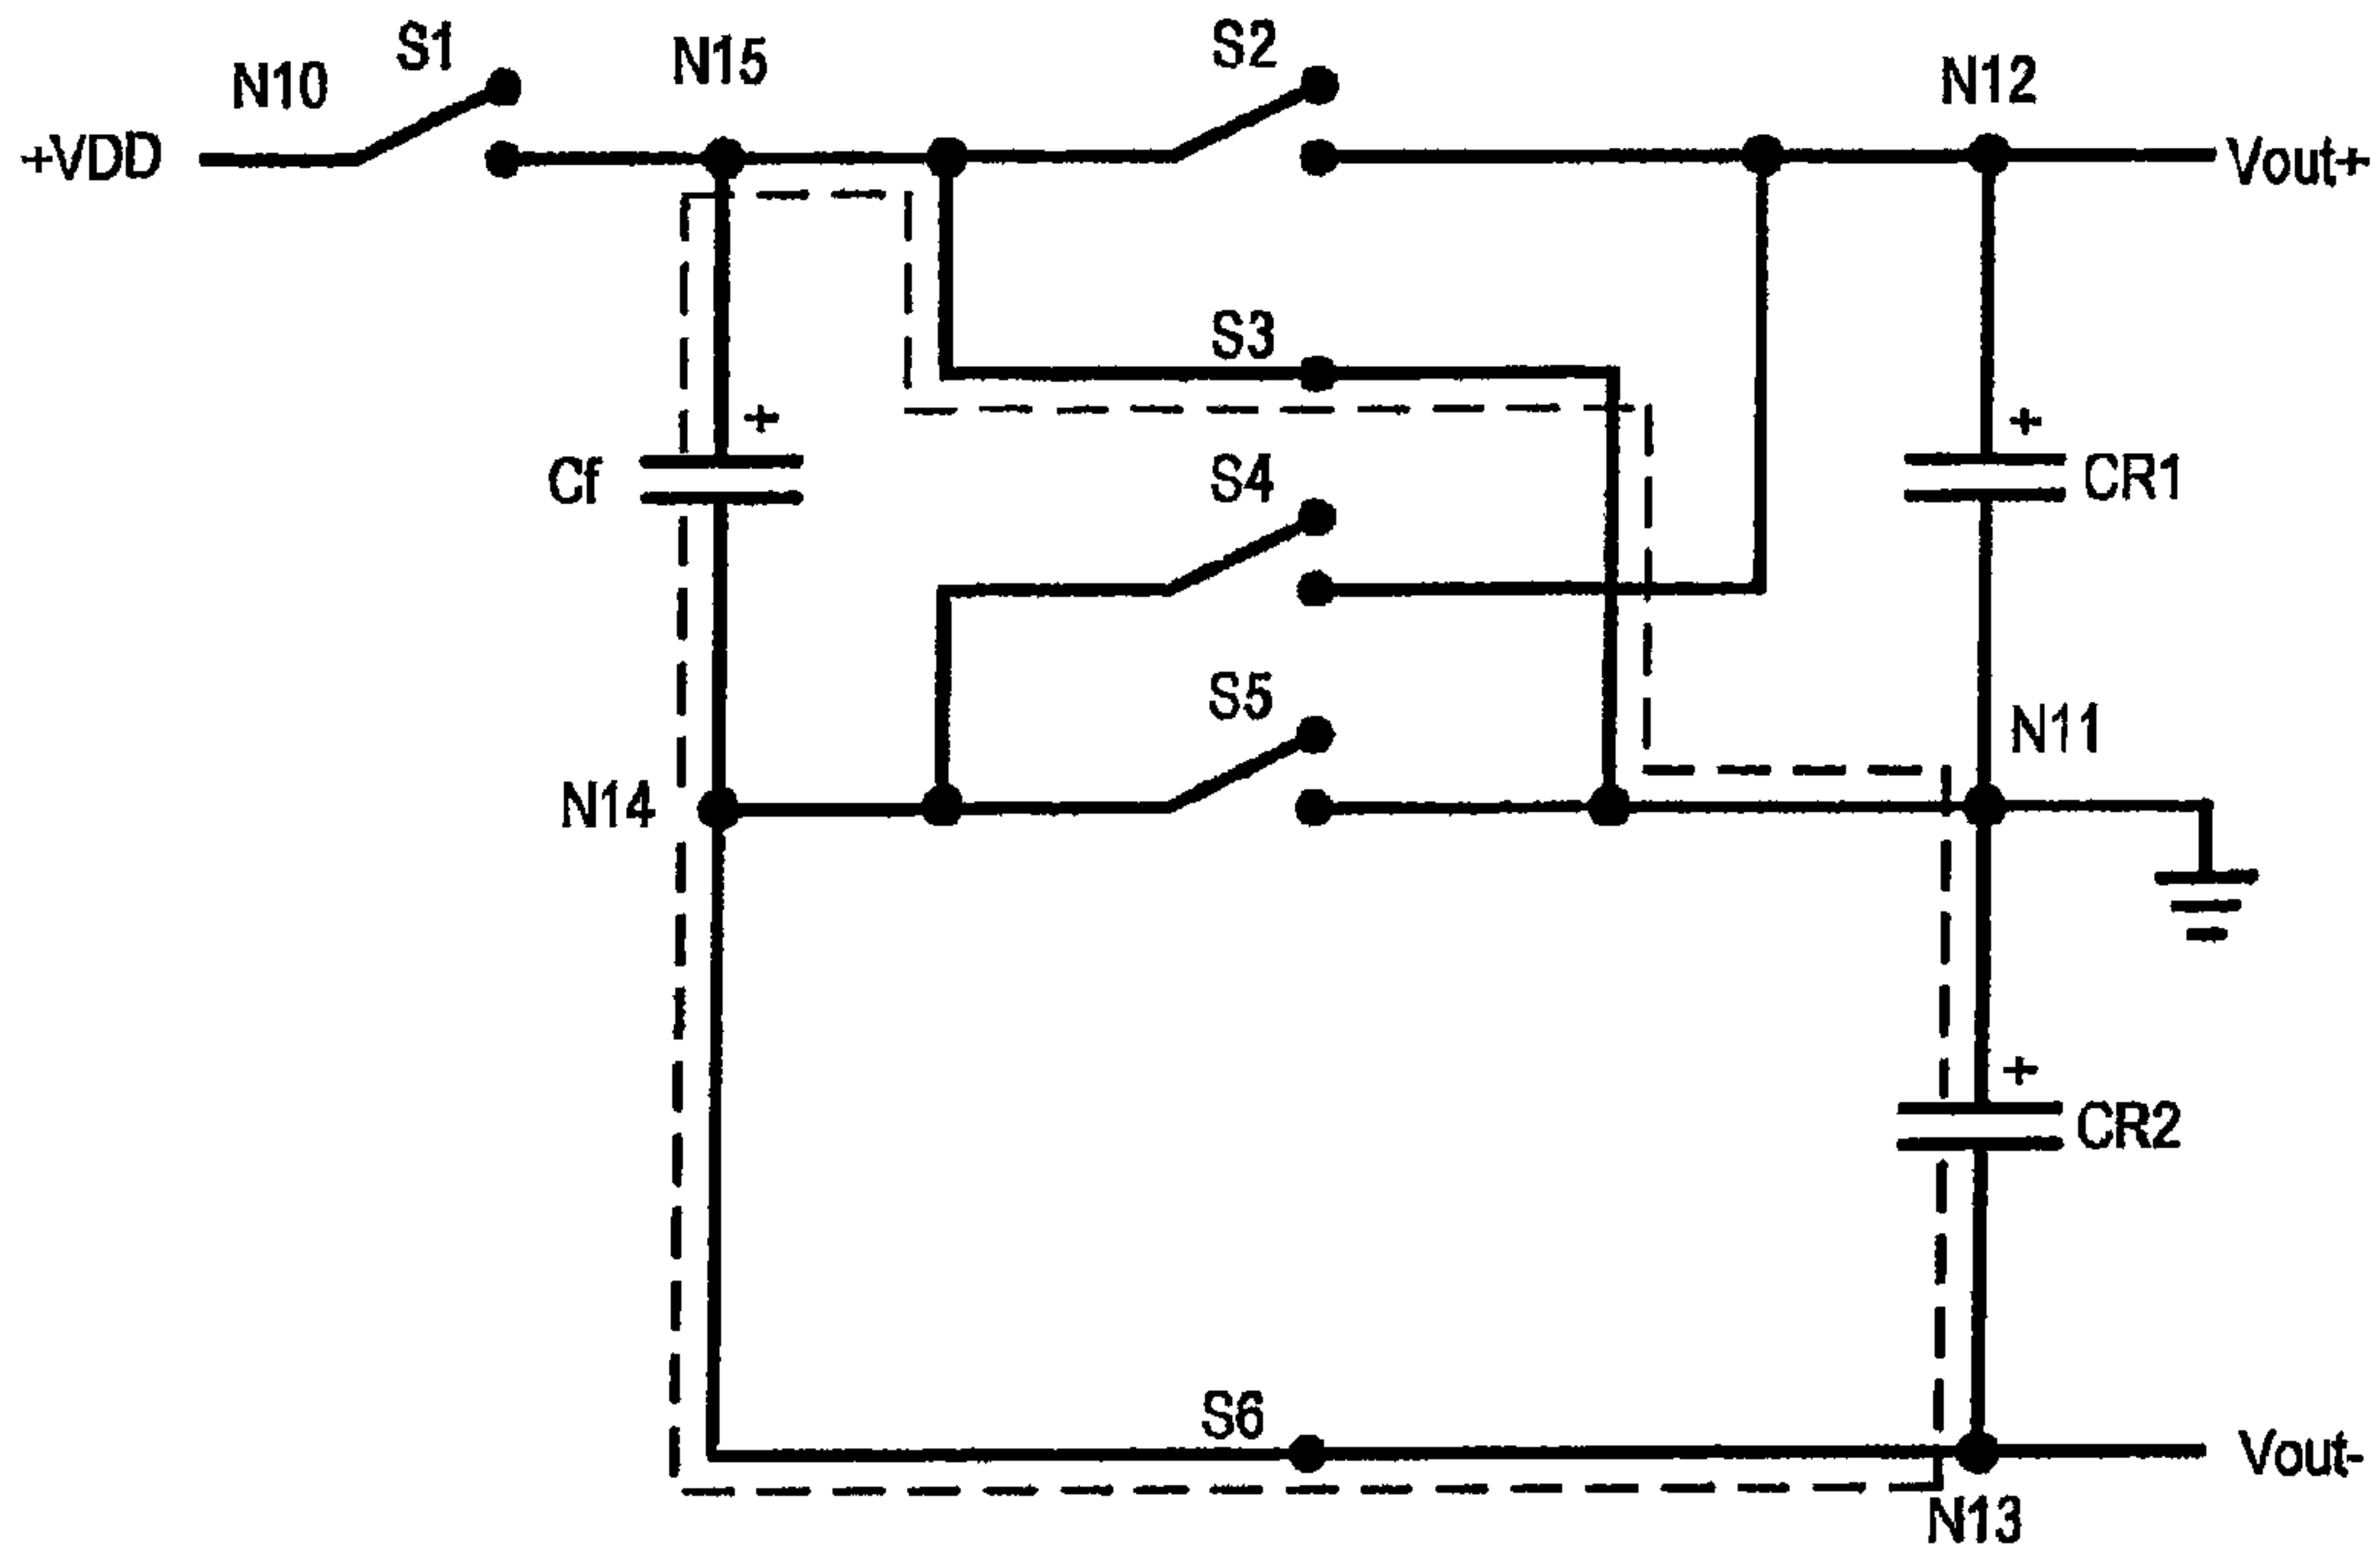 S1
N15
S2
N10
N12
+VDD
Vout+
S3
+
+
Cf
S4
CR1
S5
N11
N14
+
CR2
S6
Vout-
N13